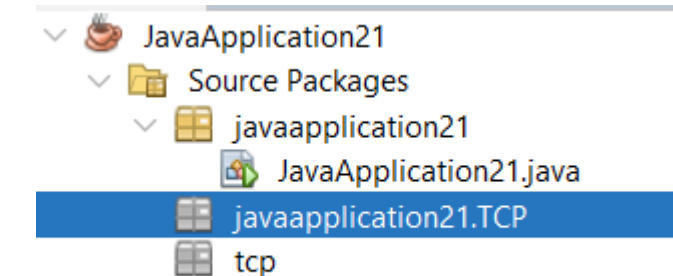 JavaApplication21
Source Packages
javaapplication21
JavaApplication21.java
javaapplication21.TCP
tcp